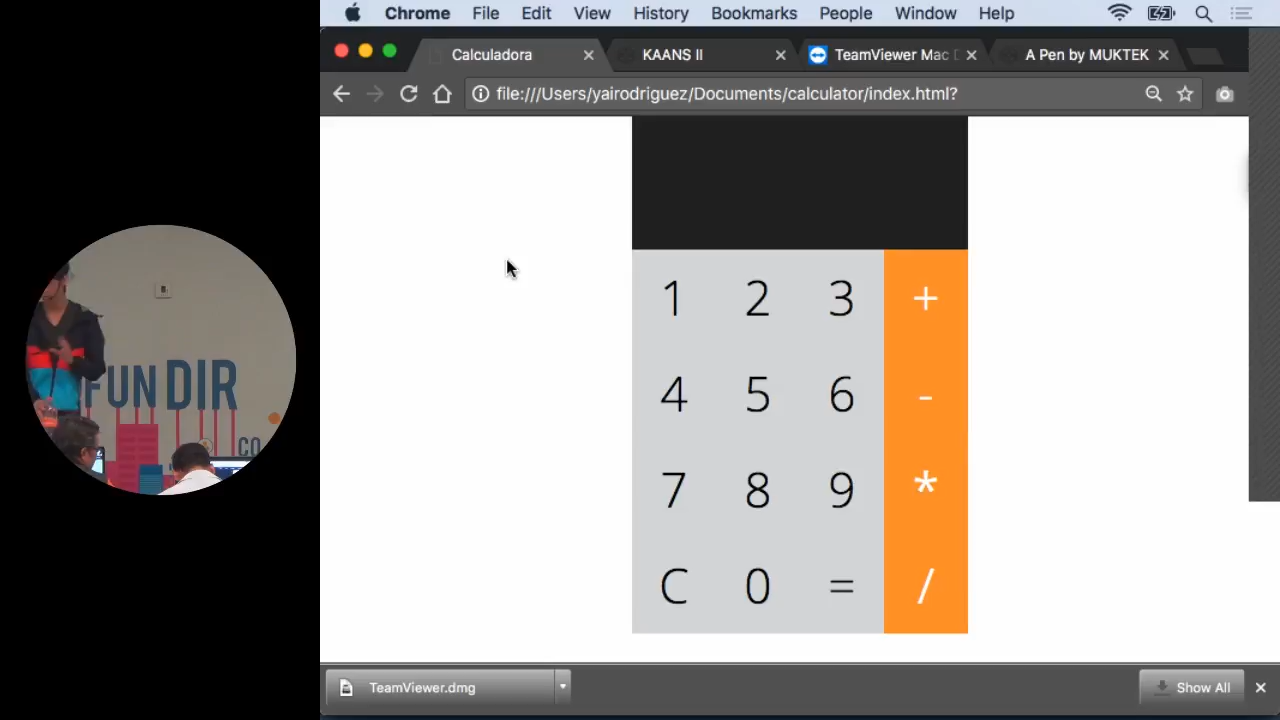 Chrome File Edit View History Bookmarks People Window Help
Calculadora KAANS II TeamViewer Mac D A Pen by MUKTEK
file:///Users/yairodriguez/Documents/calculator/index.html?
1 2 3 +
4 5 6 -
7 8 9 *
C 0 = /
FUN DIR
CO
TeamViewer.dmg Show All